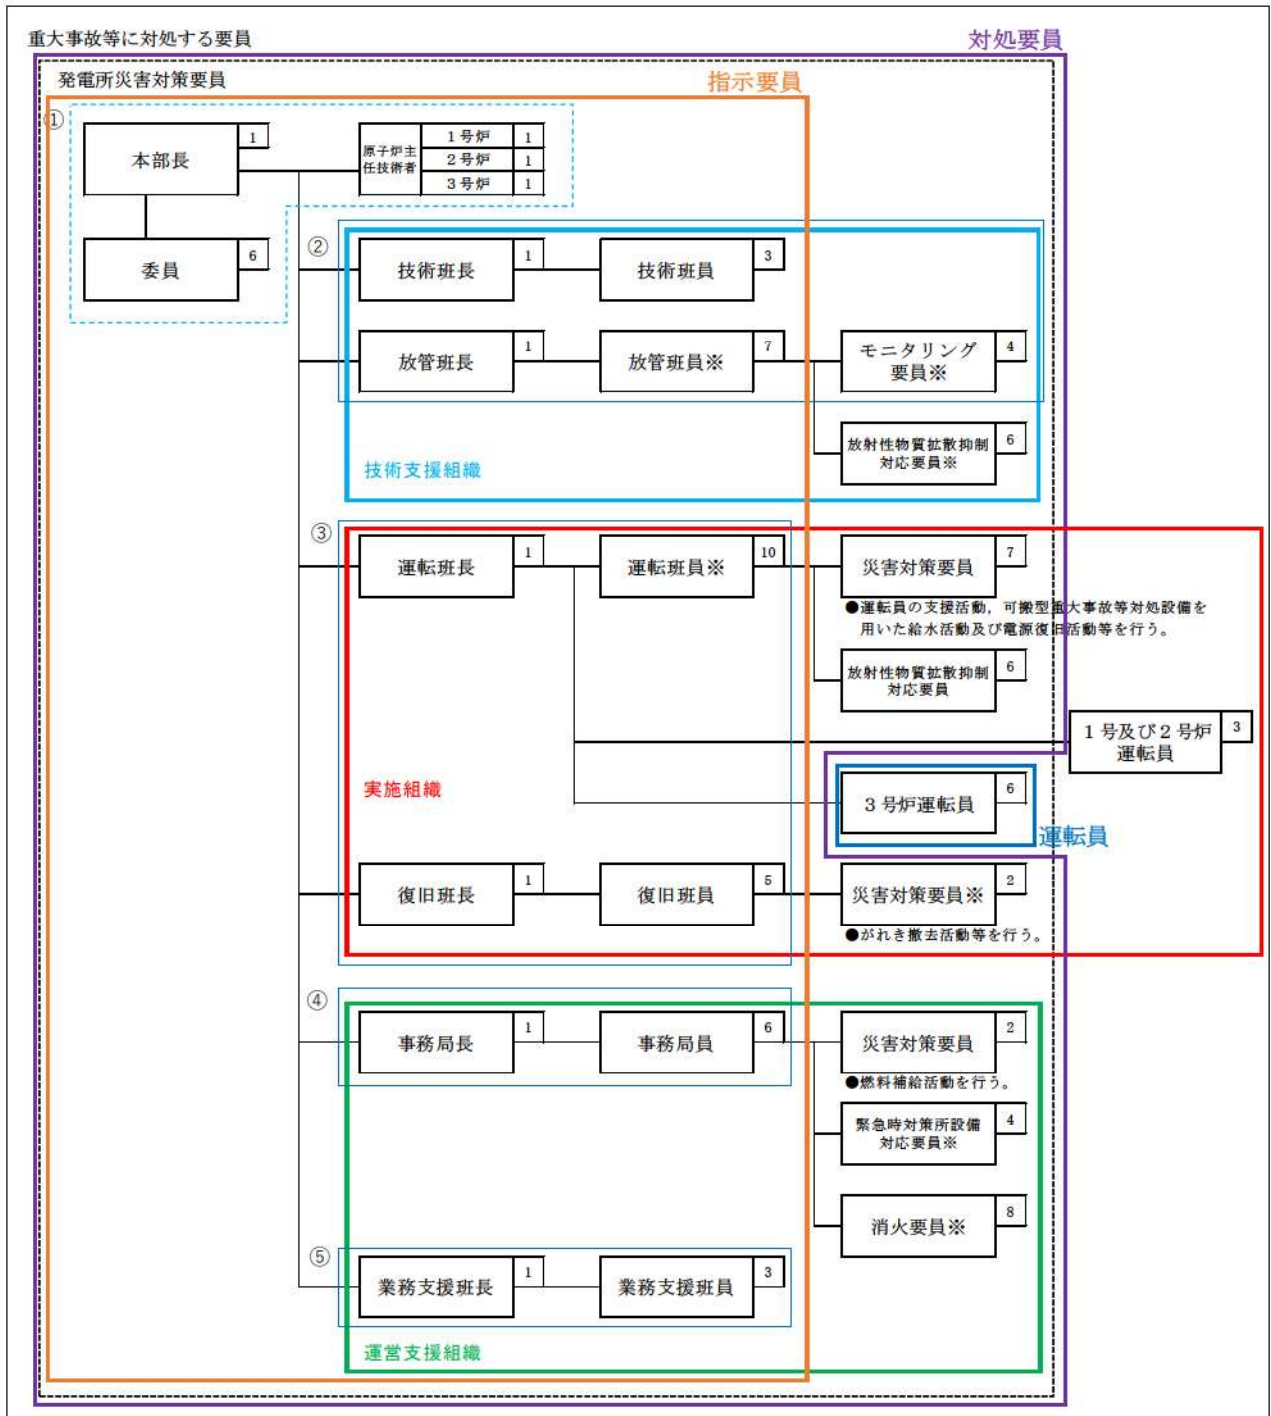 重大事故等に対処する要員
対処要員
発電所災害対策要員
指示要員
①
本部長
1
原子炉主
任技術者
1号炉
1
2号炉
1
3号炉
1
委員
6
②
技術班長
1
技術班員
3
放管班長
1
放管班員※
7
モニタリング
要員※
4
放射性物質拡散抑制
対応要員※
6
技術支援組織
③
運転班長
1
運転班員※
10
災害対策要員
7
●運転員の支援活動，可搬型重大事故等対処設備を
用いた給水活動及び電源復旧活動等を行う。
放射性物質拡散抑制
対応要員
6
1号及び2号炉
運転員
3
実施組織
3号炉運転員
6
運転員
復旧班長
1
復旧班員
5
災害対策要員※
2
●がれき撤去活動等を行う。
④
事務局長
1
事務局員
6
災害対策要員
2
●燃料補給活動を行う。
緊急時対策所設備
対応要員※
4
消火要員※
8
⑤
業務支援班長
1
業務支援班員
3
運営支援組織